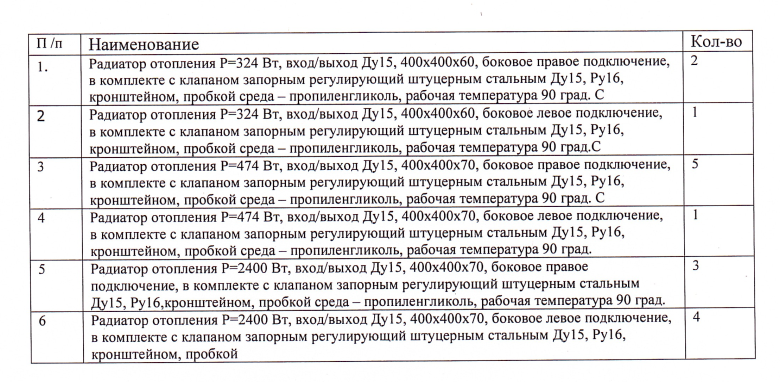 П /п Наименование Кол-во
1. Радиатор отопления Р=324 Вт, вход/выход Ду15, 400х400х60, боковое правое подключение, 2
в комплекте с клапаном запорным регулирующий штуцерным стальным Ду15, Ру16,
кронштейном, пробкой среда – пропиленгликоль, рабочая температура 90 град. С
2 Радиатор отопления Р=324 Вт, вход/выход Ду15, 400х400х60, боковое левое подключение, 1
в комплекте с клапаном запорным регулирующий штуцерным стальным Ду15, Ру16,
кронштейном, пробкой среда – пропиленгликоль, рабочая температура 90 град.С
3 Радиатор отопления Р=474 Вт, вход/выход Ду15, 400х400х70, боковое правое подключение, 5
в комплекте с клапаном запорным регулирующий штуцерным стальным Ду15, Ру16,
кронштейном, пробкой среда – пропиленгликоль, рабочая температура 90 град. С
4 Радиатор отопления Р=474 Вт, вход/выход Ду15, 400х400х70, боковое левое подключение, 1
в комплекте с клапаном запорным регулирующий штуцерным стальным Ду15, Ру16,
кронштейном, пробкой среда – пропиленгликоль, рабочая температура 90 град.
5 Радиатор отопления Р=2400 Вт, вход/выход Ду15, 400х400х70, боковое правое 3
подключение, в комплекте с клапаном запорным регулирующий штуцерным стальным
Ду15, Ру16,кронштейном, пробкой среда – пропиленгликоль, рабочая температура 90 град.
6 Радиатор отопления Р=2400 Вт, вход/выход Ду15, 400х400х70, боковое левое подключение, 4
в комплекте с клапаном запорным регулирующий штуцерным стальным Ду15, Ру16,
кронштейном, пробкой